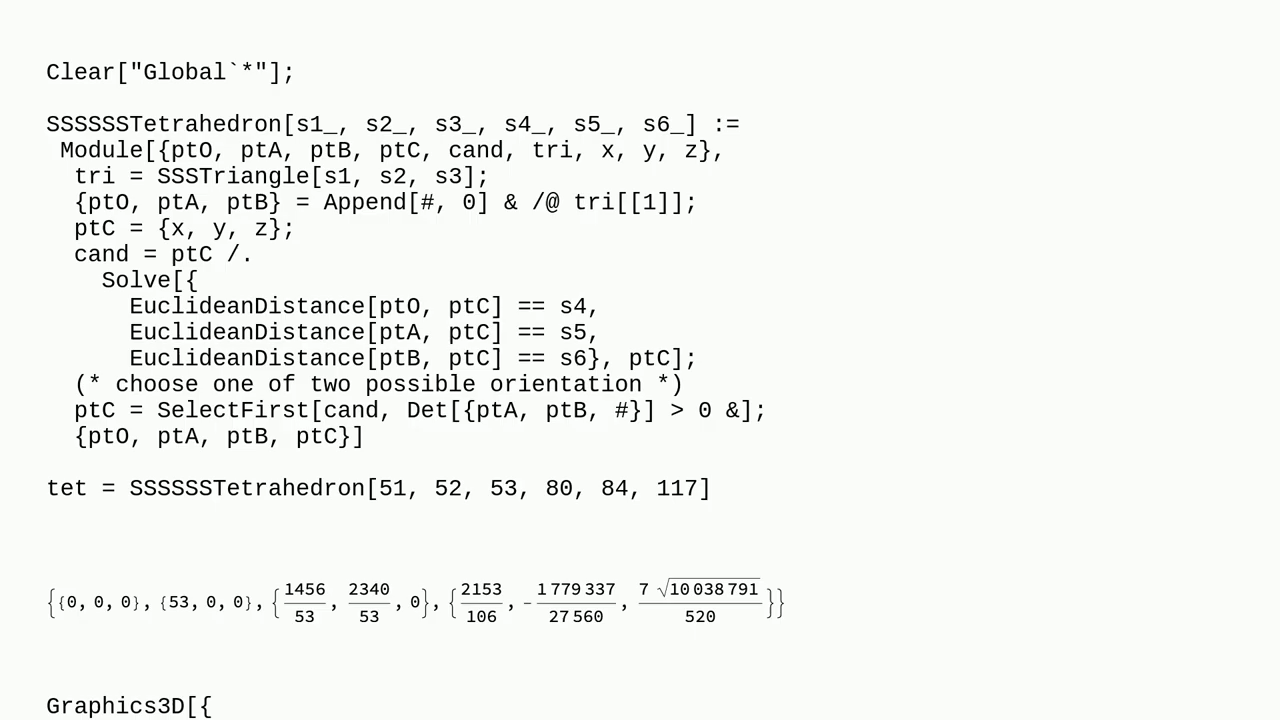 Clear["Global`*"];
SSSSSSTetrahedron[s1_, s2_, s3_, s4_, s5_, s6_] :=
Module[{ptO, ptA, ptB, ptC, cand, tri, x, y, z},
tri = SSSTriangle[s1, s2, s3];
{ptO, ptA, ptB} = Append[#, 0] & /@ tri[[1]];
ptC = {x, y, z};
cand = ptC /.
Solve[{
EuclideanDistance[ptO, ptC] == s4,
EuclideanDistance[ptA, ptC] == s5,
EuclideanDistance[ptB, ptC] == s6}, ptC];
(* choose one of two possible orientation *)
ptC = SelectFirst[cand, Det[{ptA, ptB, #}] > 0 &];
{ptO, ptA, ptB, ptC}]
tet = SSSSSSTetrahedron[51, 52, 53, 80, 84, 117]
{{0, 0, 0}, {53, 0, 0}, {1456/53, 2340/53, 0}, {2153/106, -1779337/27560, 7 √10038791/520}}
Graphics3D[{